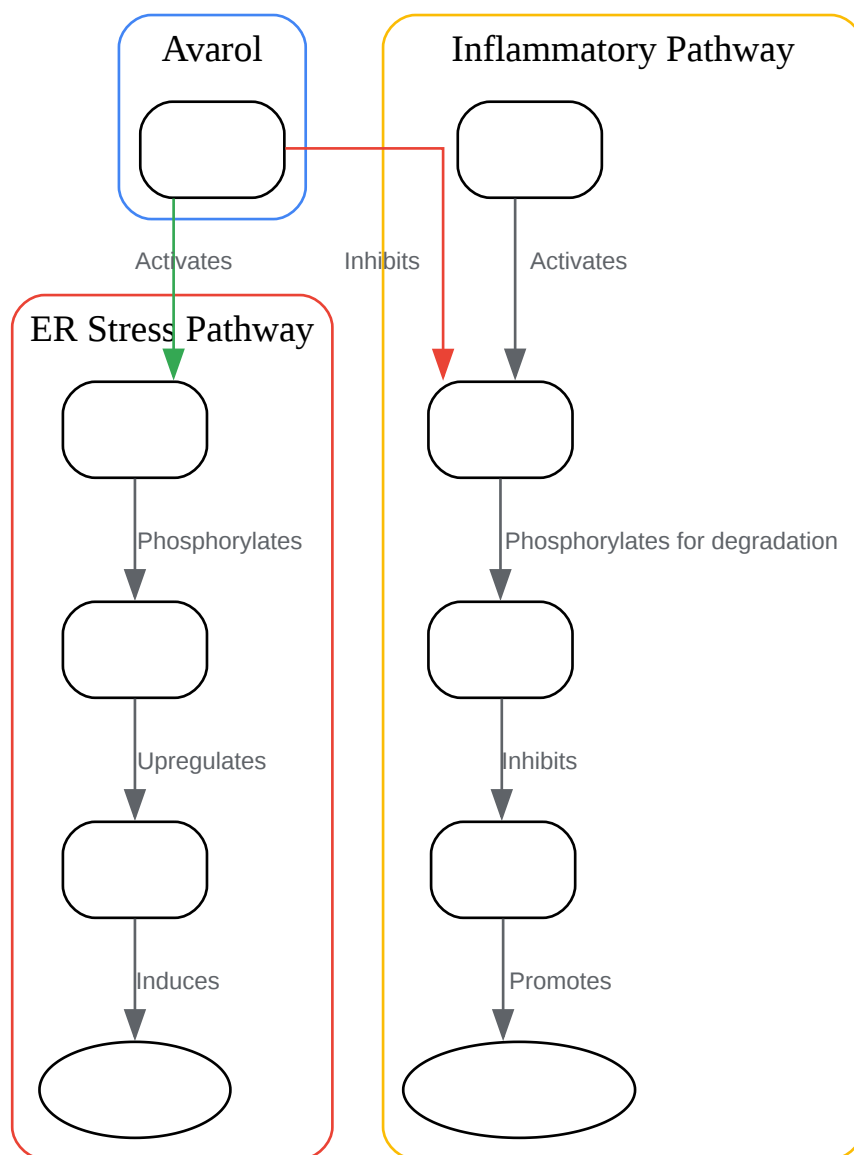 Avarol
Inflammatory Pathway
Activates
Inhibits
Activates
ER Stress Pathway
Phosphorylates
Phosphorylates for degradation
Upregulates
Inhibits
Induces
Promotes